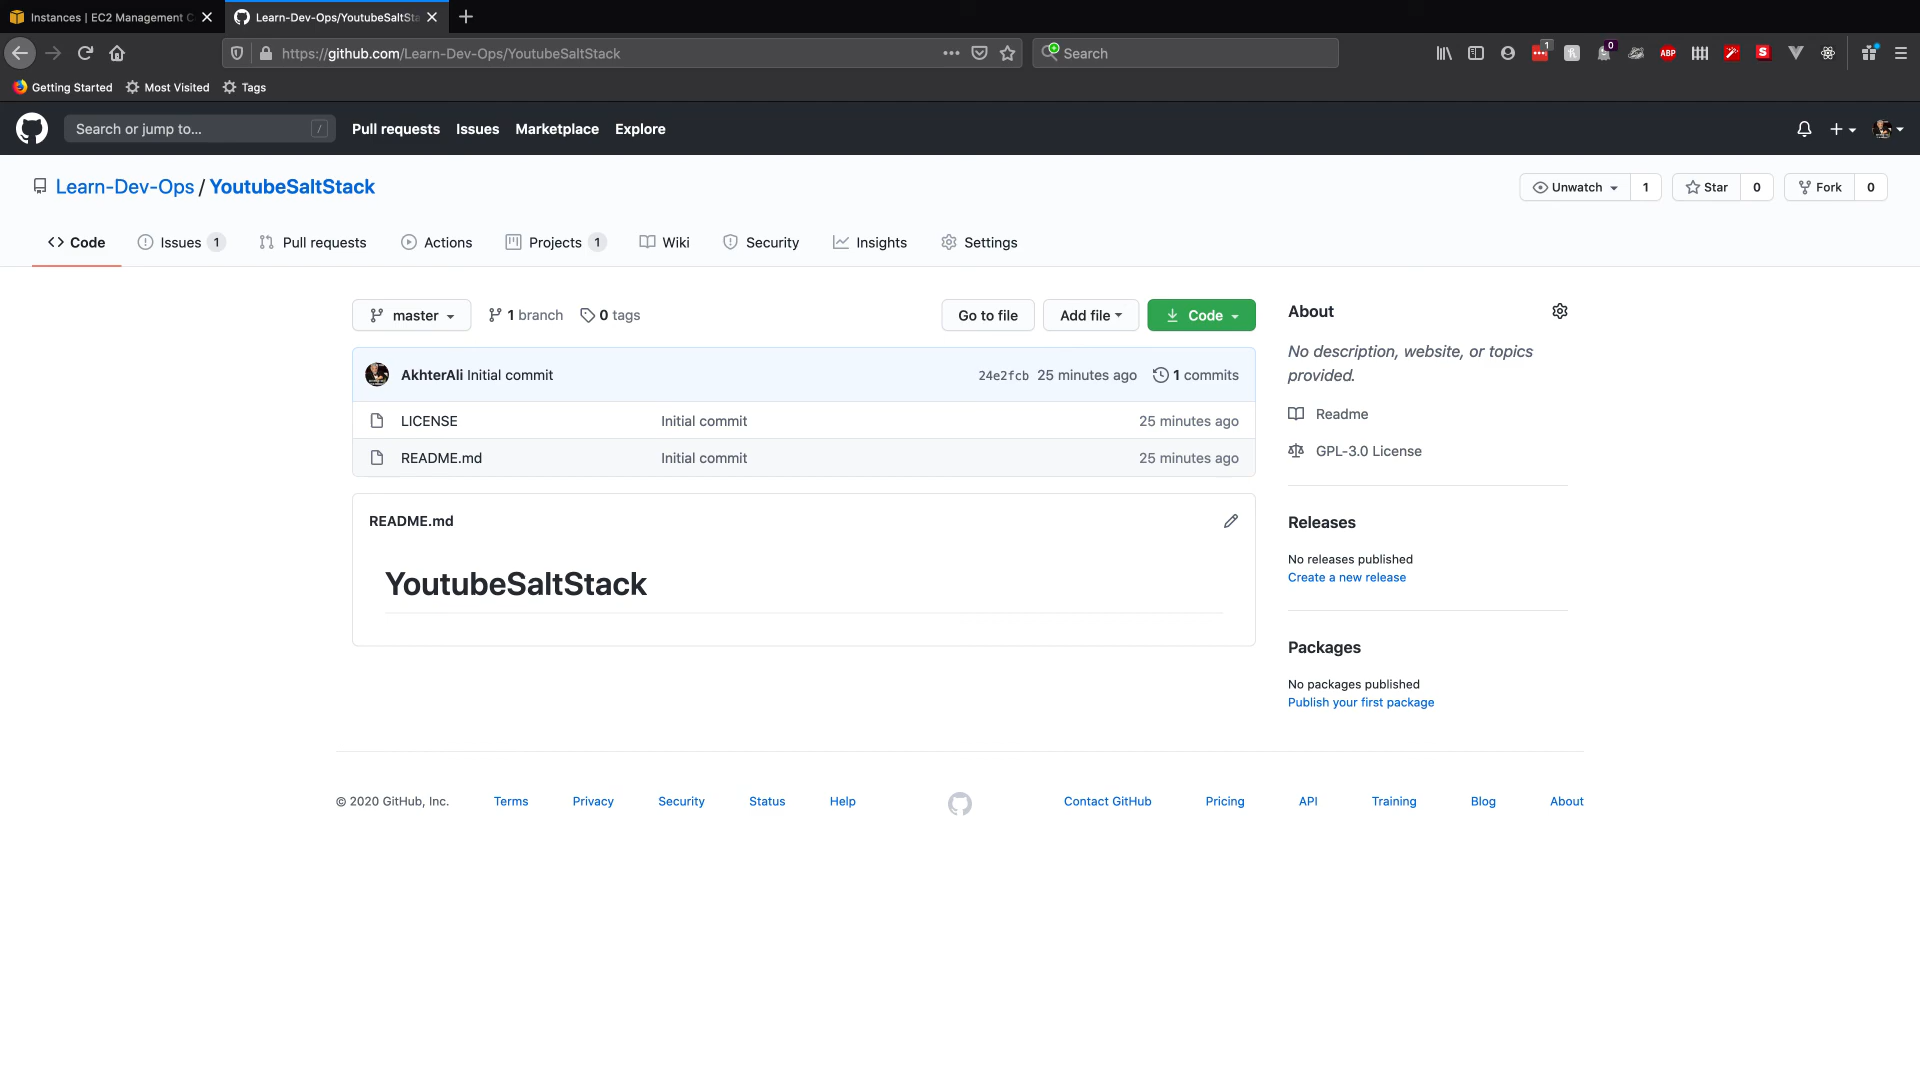 Instances | EC2 Management C
Learn-Dev-Ops/YoutubeSaltSta
https://github.com/Learn-Dev-Ops/YoutubeSaltStack
Search
1
0
ABP
S
Getting Started
Most Visited
Tags
Search or jump to...
/
Pull requests
Issues
Marketplace
Explore
Learn-Dev-Ops / YoutubeSaltStack
Unwatch 1
Star 0
Fork 0
Code
Issues 1
Pull requests
Actions
Projects 1
Wiki
Security
Insights
Settings
master
1 branch
0 tags
Go to file
Add file
Code
AkhterAli Initial commit
24e2fcb 25 minutes ago
1 commits
LICENSE Initial commit 25 minutes ago
README.md Initial commit 25 minutes ago
README.md
YoutubeSaltStack
About
No description, website, or topics
provided.
Readme
GPL-3.0 License
Releases
No releases published
Create a new release
Packages
No packages published
Publish your first package
© 2020 GitHub, Inc.
Terms
Privacy
Security
Status
Help
Contact GitHub
Pricing
API
Training
Blog
About